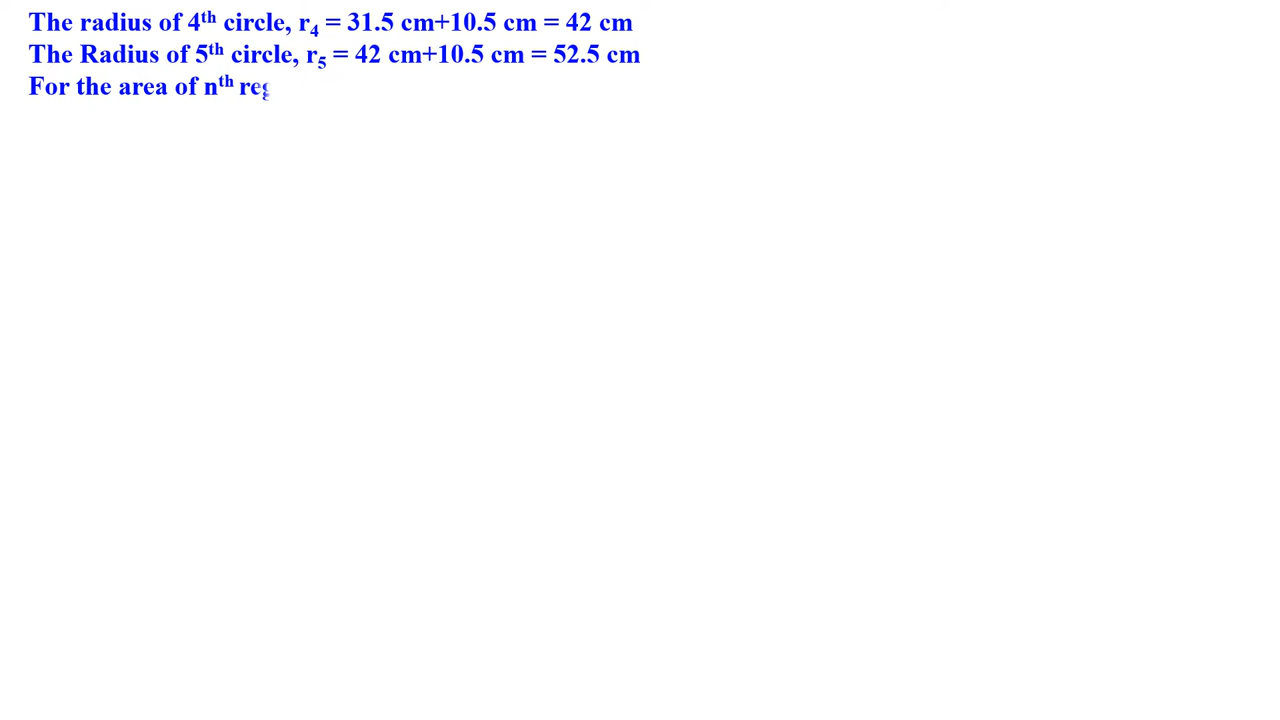 The radius of 4th circle, r4 = 31.5 cm+10.5 cm = 42 cm
The Radius of 5th circle, r5 = 42 cm+10.5 cm = 52.5 cm
For the area of nth reg